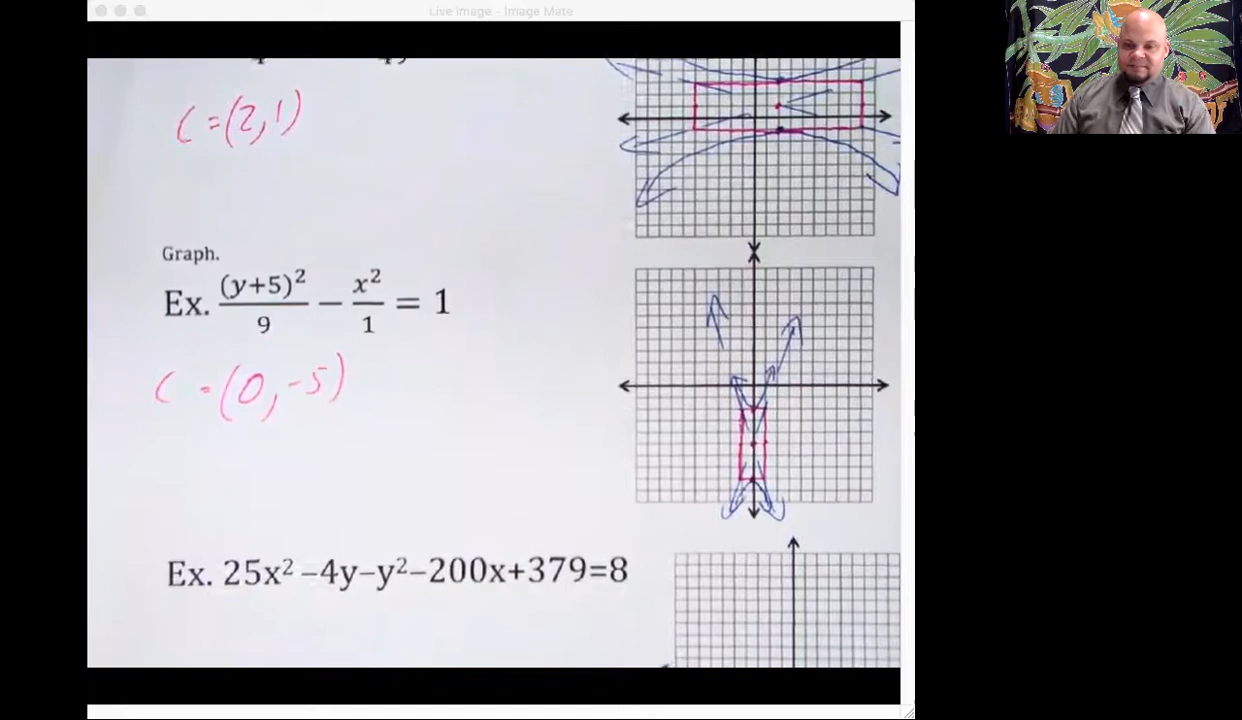 Live Image - Image Mate
C=(2,1)
Graph.
Ex. (y+5)²/9 − x²/1 = 1
C=(0,-5)
Ex. 25x² –4y–y²–200x+379=8